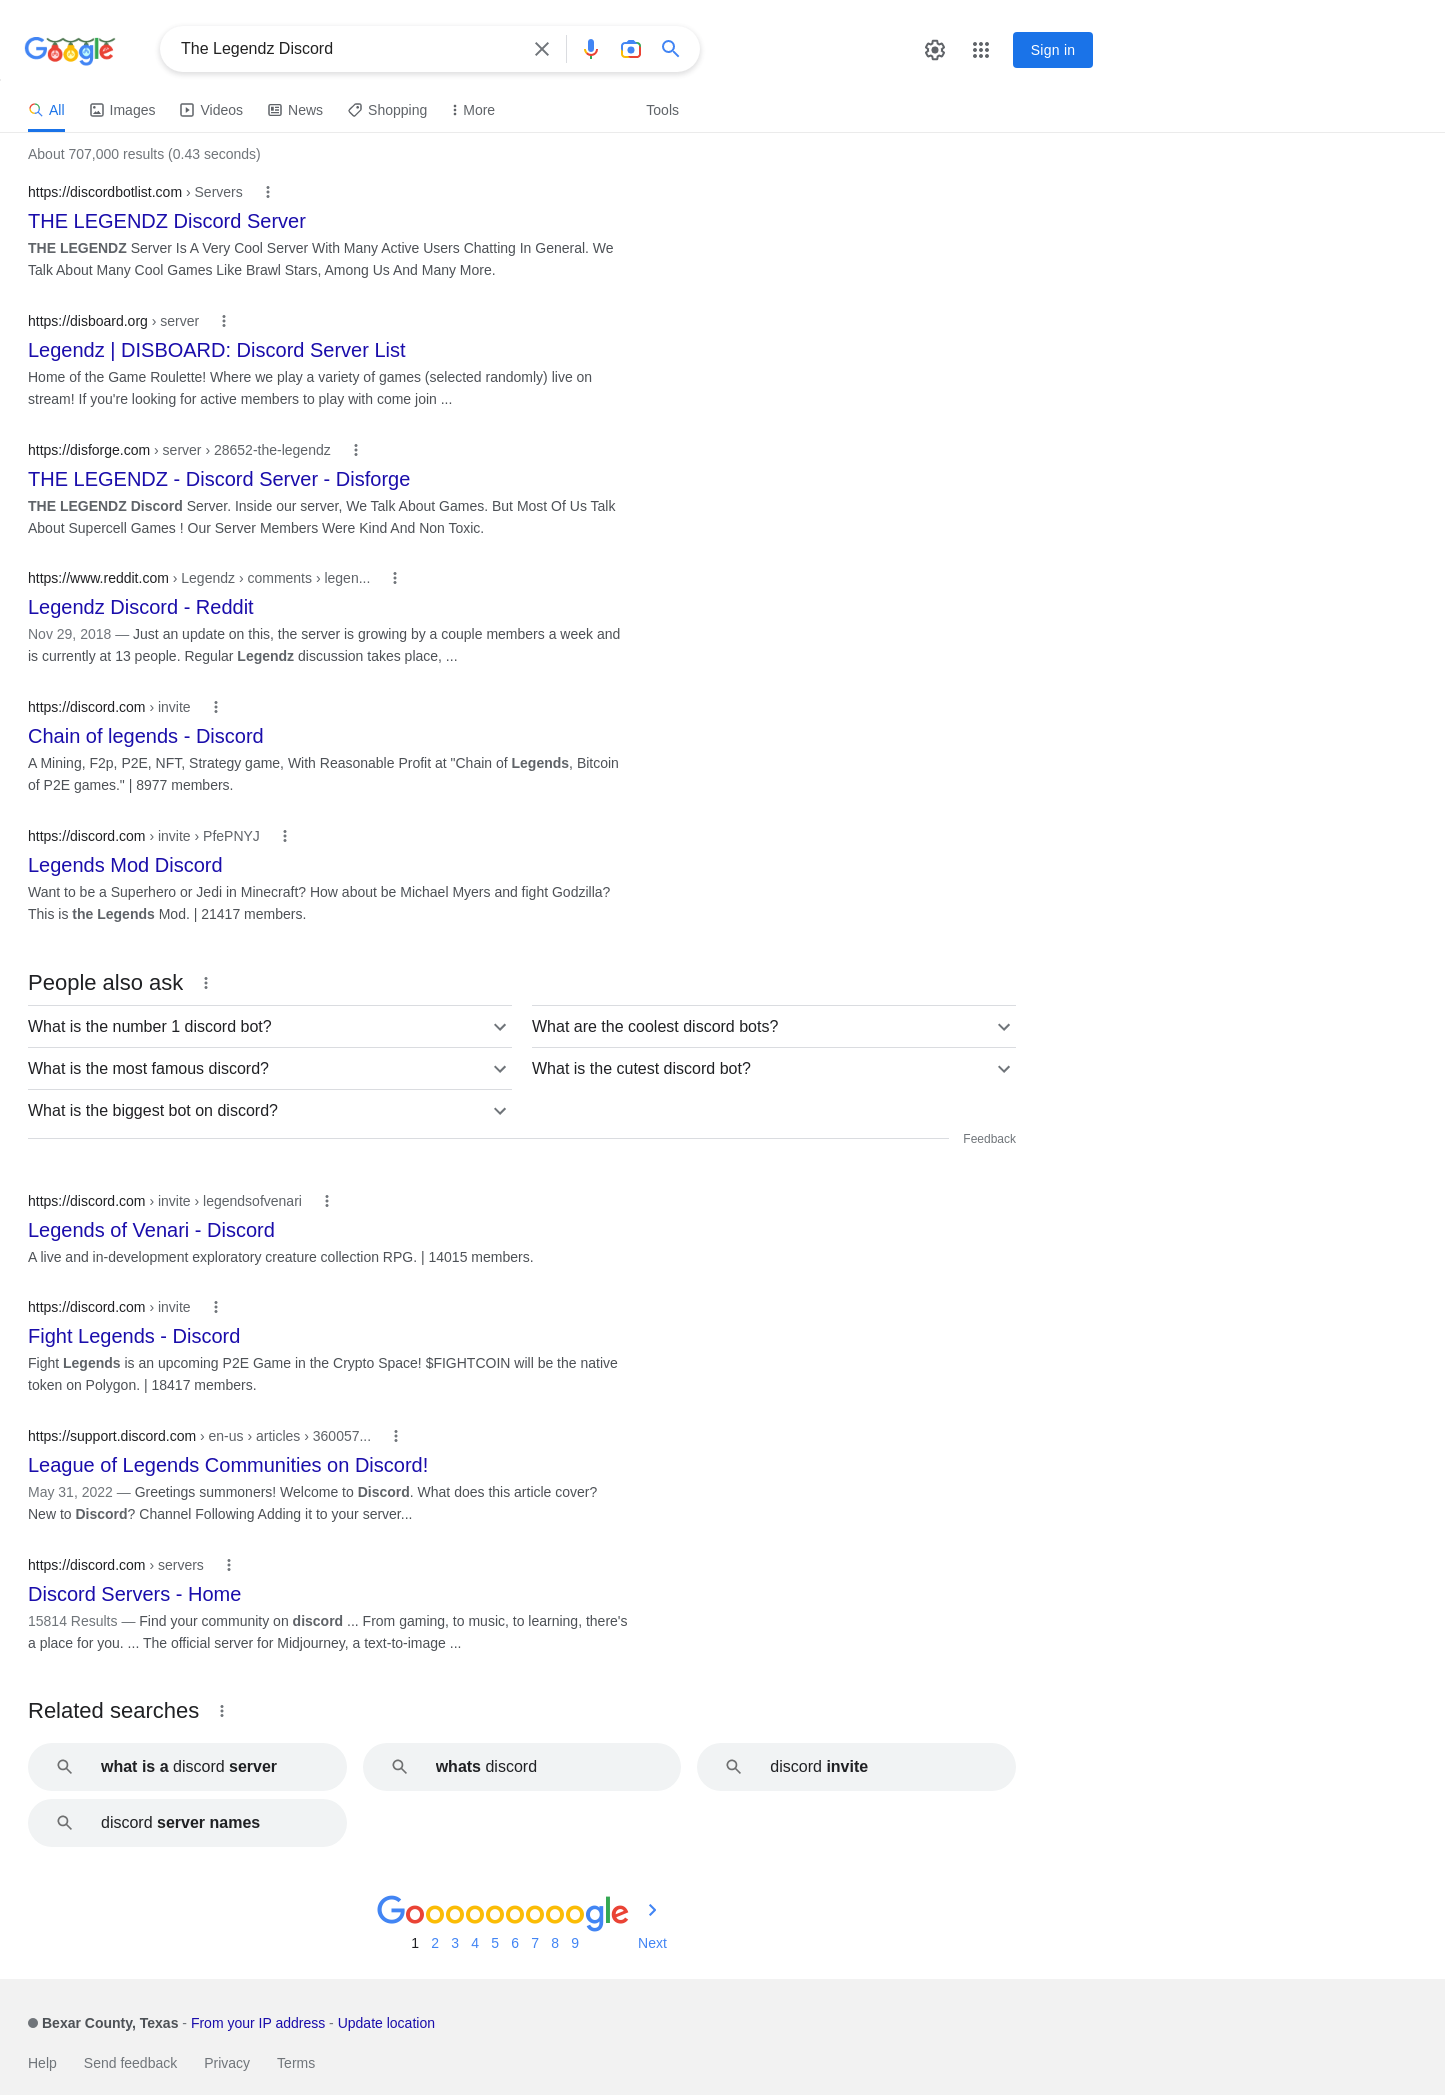 Google
The Legendz Discord
Sign in
All
Images
Videos
News
Shopping
More
Tools
About 707,000 results (0.43 seconds)
https://discordbotlist.com › Servers
THE LEGENDZ Discord Server
THE LEGENDZ Server Is A Very Cool Server With Many Active Users Chatting In General. We
Talk About Many Cool Games Like Brawl Stars, Among Us And Many More.
https://disboard.org › server
Legendz | DISBOARD: Discord Server List
Home of the Game Roulette! Where we play a variety of games (selected randomly) live on
stream! If you're looking for active members to play with come join ...
https://disforge.com › server › 28652-the-legendz
THE LEGENDZ - Discord Server - Disforge
THE LEGENDZ Discord Server. Inside our server, We Talk About Games. But Most Of Us Talk
About Supercell Games ! Our Server Members Were Kind And Non Toxic.
https://www.reddit.com › Legendz › comments › legen...
Legendz Discord - Reddit
Nov 29, 2018 — Just an update on this, the server is growing by a couple members a week and
is currently at 13 people. Regular Legendz discussion takes place, ...
https://discord.com › invite
Chain of legends - Discord
A Mining, F2p, P2E, NFT, Strategy game, With Reasonable Profit at "Chain of Legends, Bitcoin
of P2E games." | 8977 members.
https://discord.com › invite › PfePNYJ
Legends Mod Discord
Want to be a Superhero or Jedi in Minecraft? How about be Michael Myers and fight Godzilla?
This is the Legends Mod. | 21417 members.
People also ask
What is the number 1 discord bot?
What are the coolest discord bots?
What is the most famous discord?
What is the cutest discord bot?
What is the biggest bot on discord?
Feedback
https://discord.com › invite › legendsofvenari
Legends of Venari - Discord
A live and in-development exploratory creature collection RPG. | 14015 members.
https://discord.com › invite
Fight Legends - Discord
Fight Legends is an upcoming P2E Game in the Crypto Space! $FIGHTCOIN will be the native
token on Polygon. | 18417 members.
https://support.discord.com › en-us › articles › 360057...
League of Legends Communities on Discord!
May 31, 2022 — Greetings summoners! Welcome to Discord. What does this article cover?
New to Discord? Channel Following Adding it to your server...
https://discord.com › servers
Discord Servers - Home
15814 Results — Find your community on discord ... From gaming, to music, to learning, there's
a place for you. ... The official server for Midjourney, a text-to-image ...
Related searches
what is a discord server
whats discord
discord invite
discord server names
Gooooooooogle
1 2 3 4 5 6 7 8 9 Next
Bexar County, Texas - From your IP address - Update location
Help Send feedback Privacy Terms